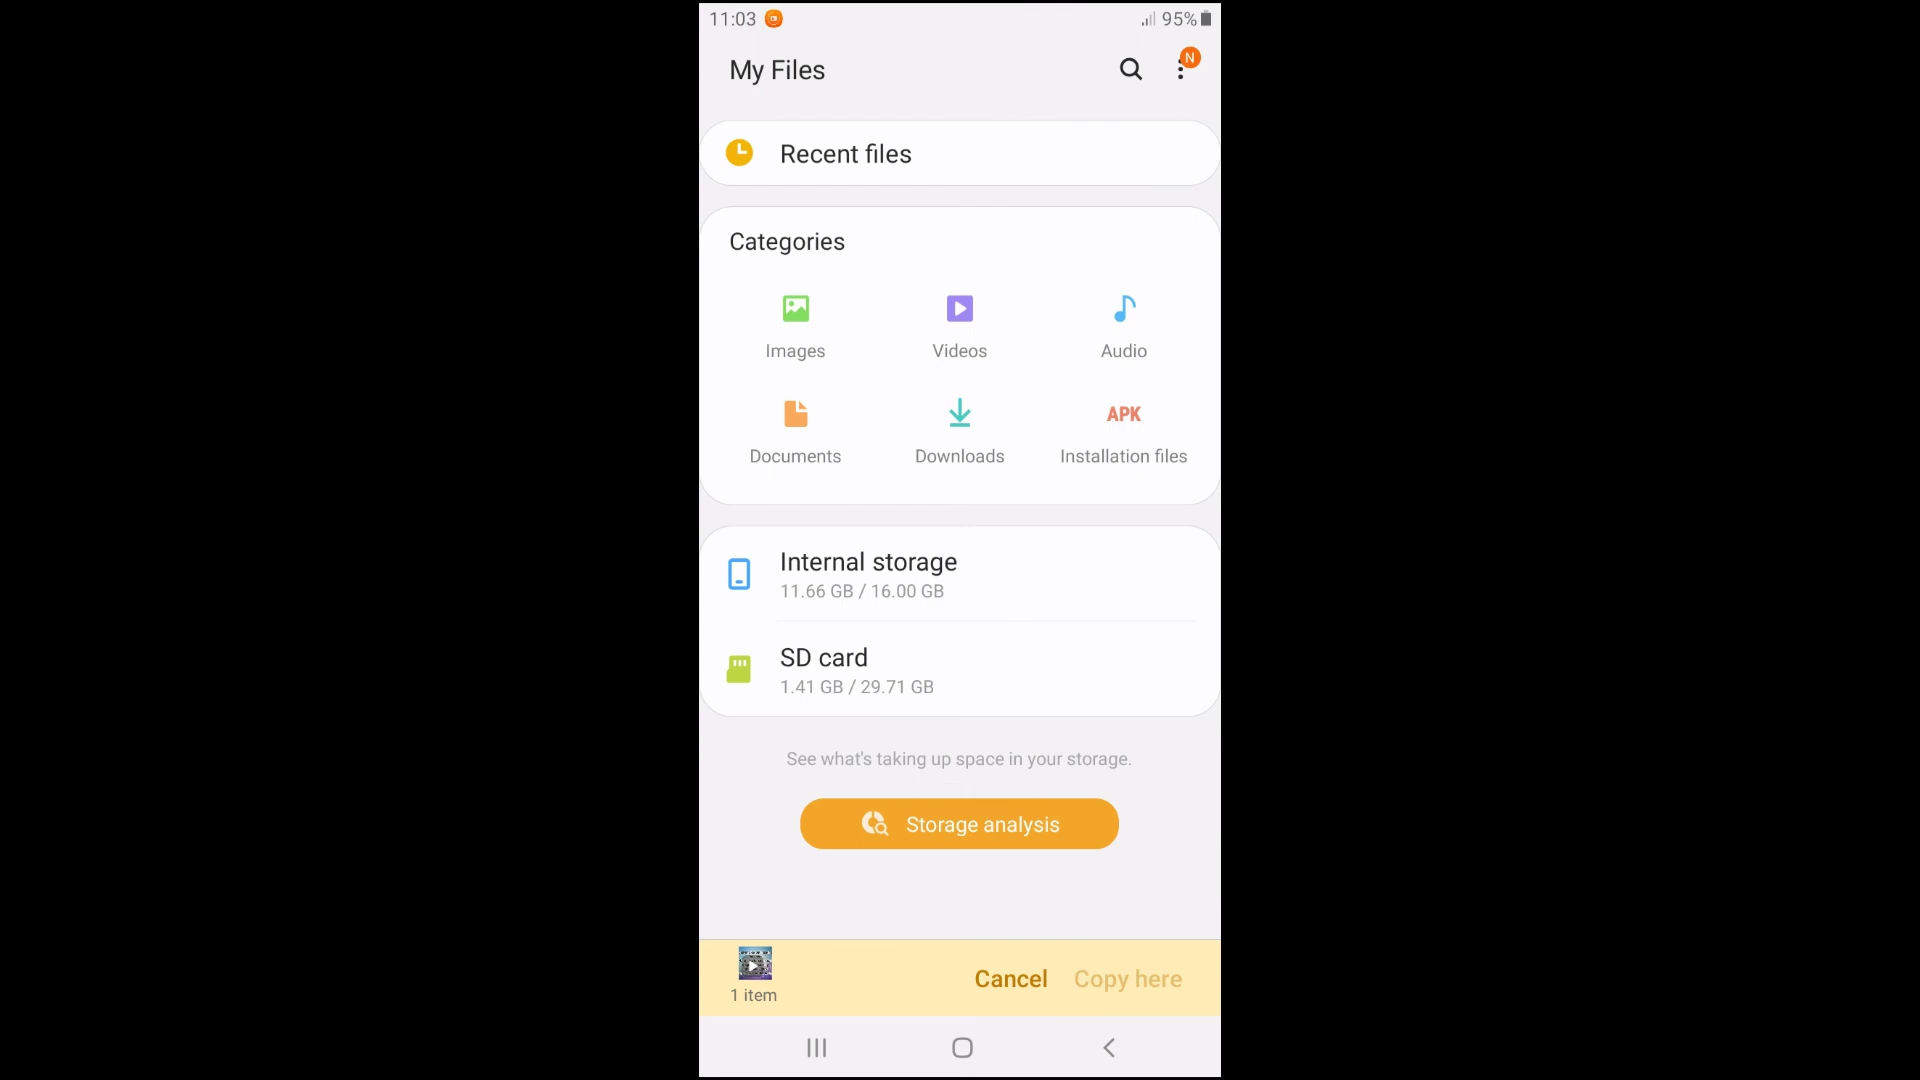 11:03
95%
My Files
N
Recent files
Categories
Images
Videos
Audio
Documents
Downloads
APK
Installation files
Internal storage
11.66 GB / 16.00 GB
SD card
1.41 GB / 29.71 GB
See what's taking up space in your storage.
Storage analysis
1 item
Cancel
Copy here